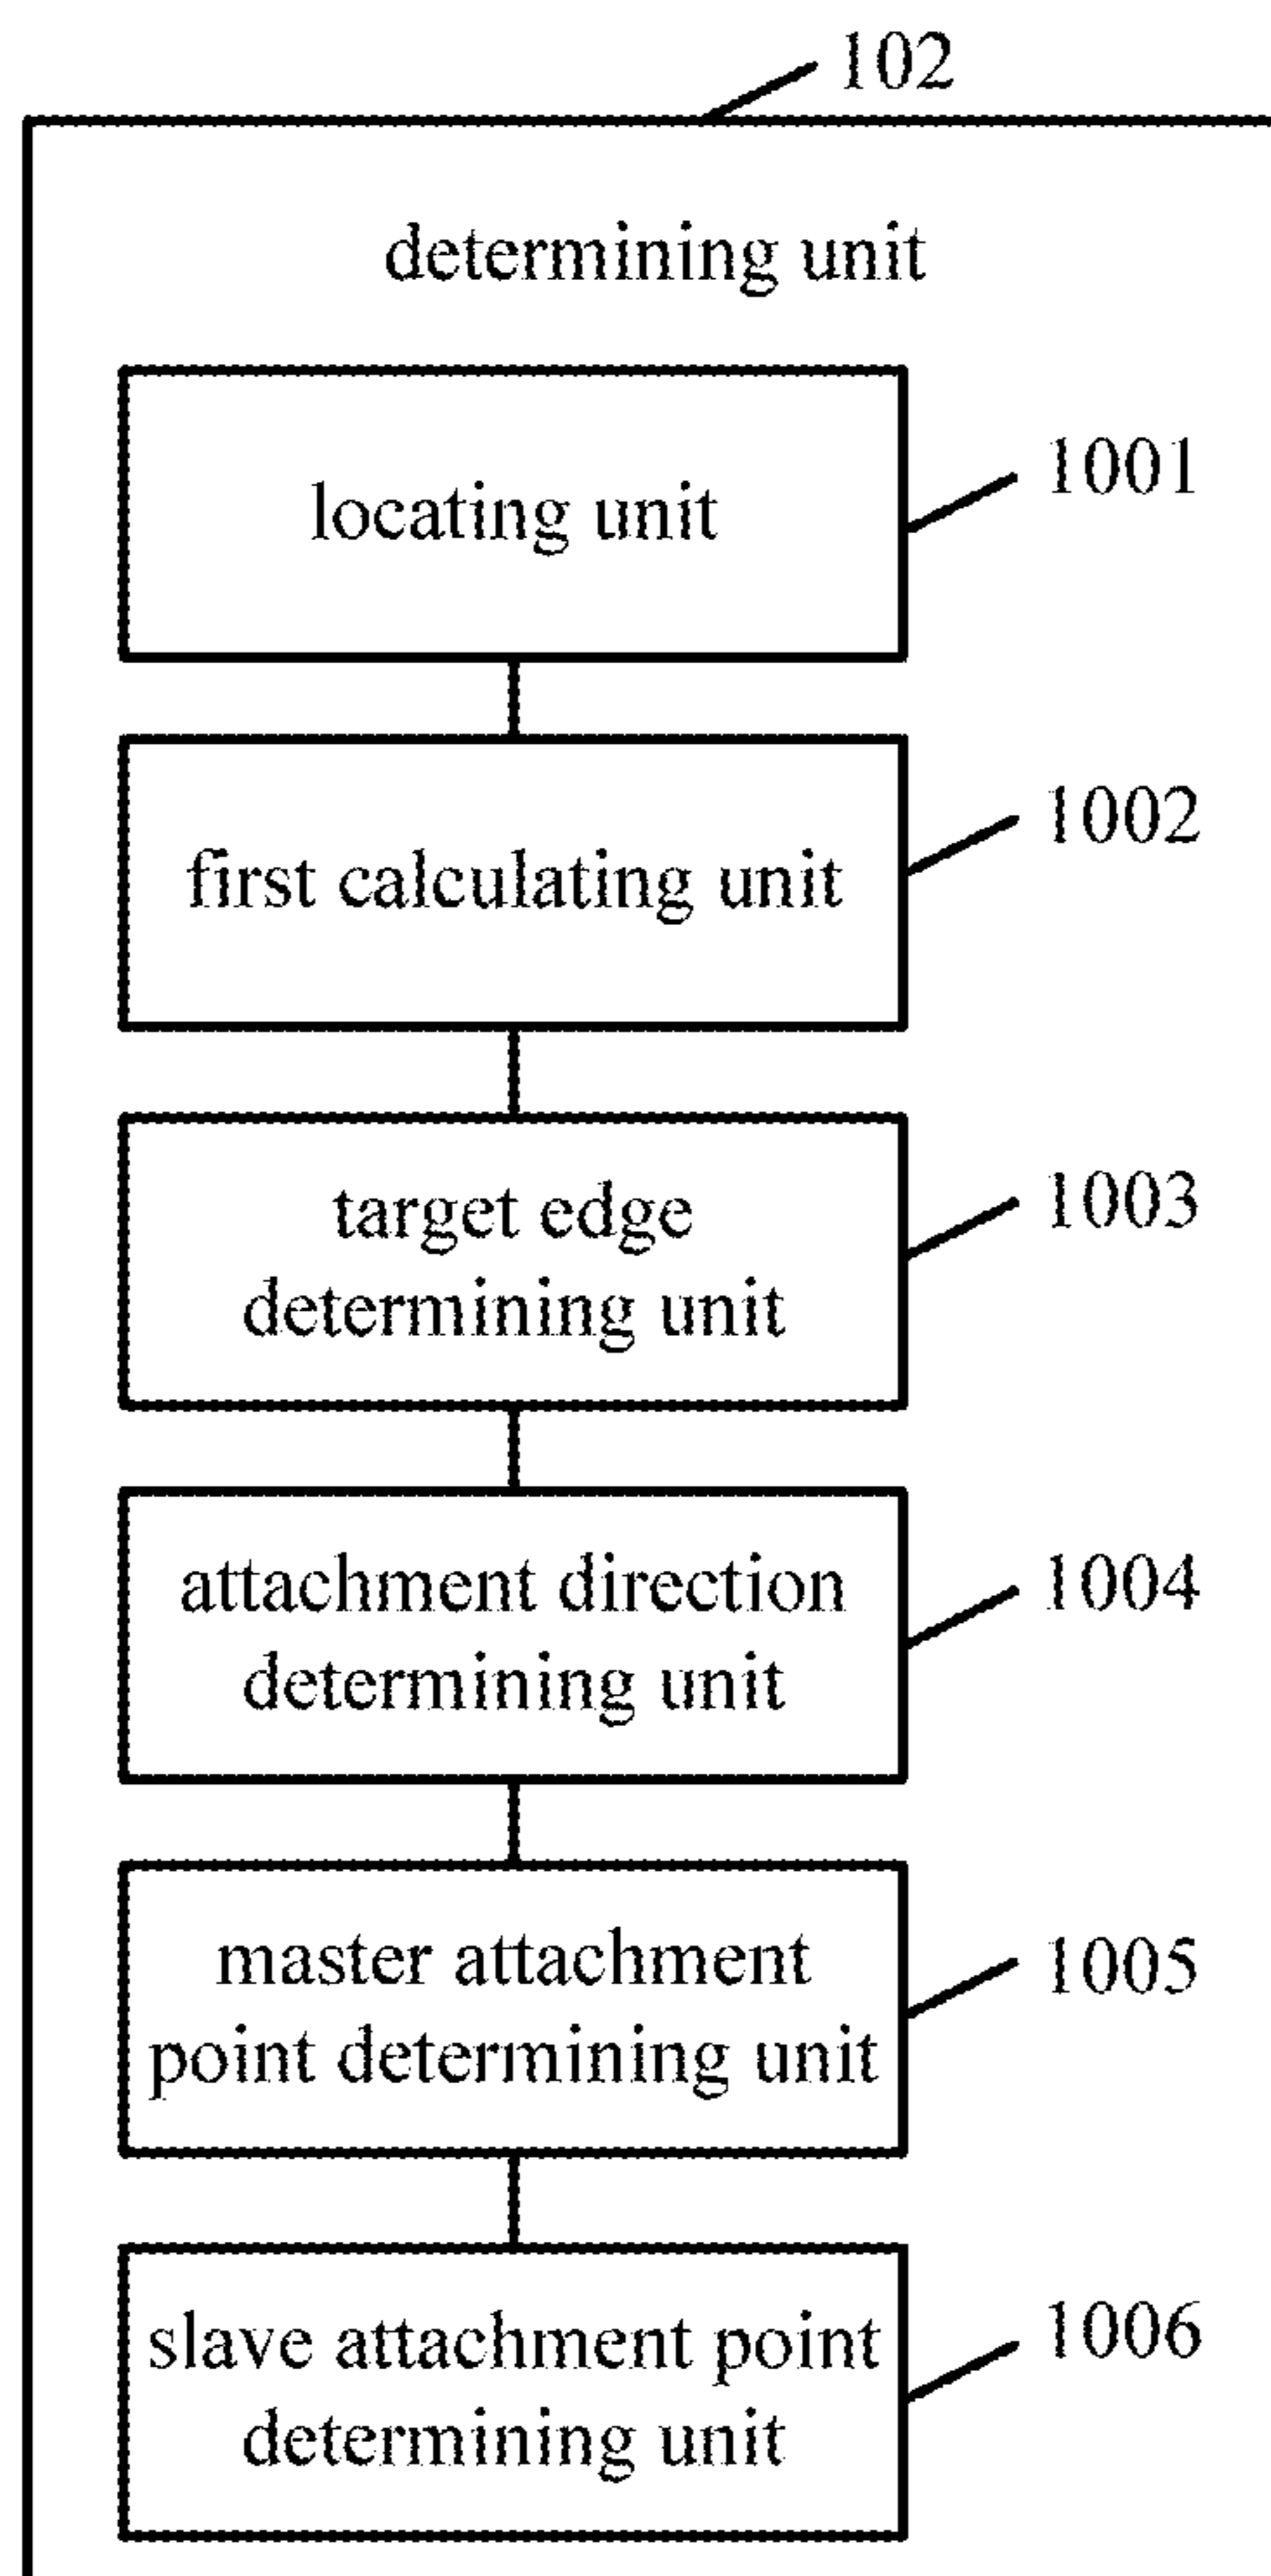 102
determining unit
locating unit
1001
first calculating unit
1002
target edge
determining unit
1003
attachment direction
determining unit
1004
master attachment
point determining unit
1005
slave attachment point
determining unit
1006